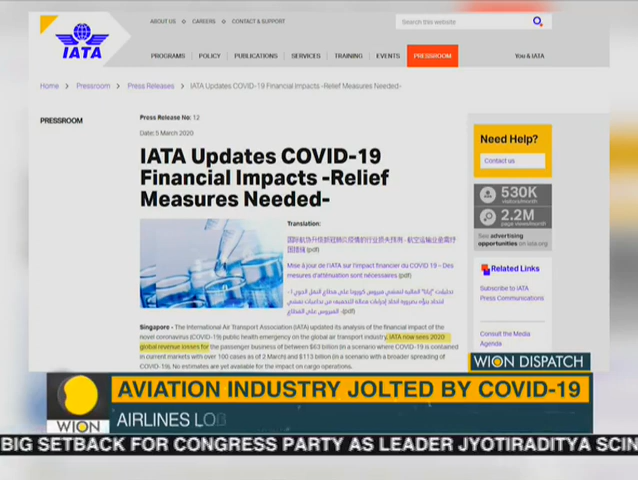 ABOUT US
CAREERS
CONTACT & SUPPORT
Search this website
IATA
PROGRAMS
POLICY
PUBLICATIONS
SERVICES
TRAINING
EVENTS
PRESSROOM
You & IATA
Home > Pressroom > Press Releases > IATA Updates COVID-19 Financial Impacts -Relief Measures Needed-
PRESSROOM
Press Release No: 12
Date: 5 March 2020
IATA Updates COVID-19
Financial Impacts -Relief
Measures Needed-
Need Help?
Contact us
530K
visitors/month
2.2M
page views/month
See advertising
opportunities on iata.org
Translation:
(pdf)
Mise à jour de l'IATA sur l'impact financier du COVID 19 – Des
mesures d'atténuation sont nécessaires (pdf)
(pdf)
Related Links
Subscribe to IATA
Press Communications
Consult the Media
Agenda
Singapore - The International Air Transport Association (IATA) updated its analysis of the financial impact of the
novel coronavirus (COVID-19) public health emergency on the global air transport industry. IATA now sees 2020
global revenue losses for the passenger business of between $63 billion (in a scenario where COVID-19 is contained
in current markets with over 100 cases as of 2 March) and $113 billion (in a scenario with a broader spreading of
COVID-19). No estimates are yet available for the impact on cargo operations.
WION DISPATCH
AVIATION INDUSTRY JOLTED BY COVID-19
WION
AIRLINES LOB
BIG SETBACK FOR CONGRESS PARTY AS LEADER JYOTIRADITYA SCIN